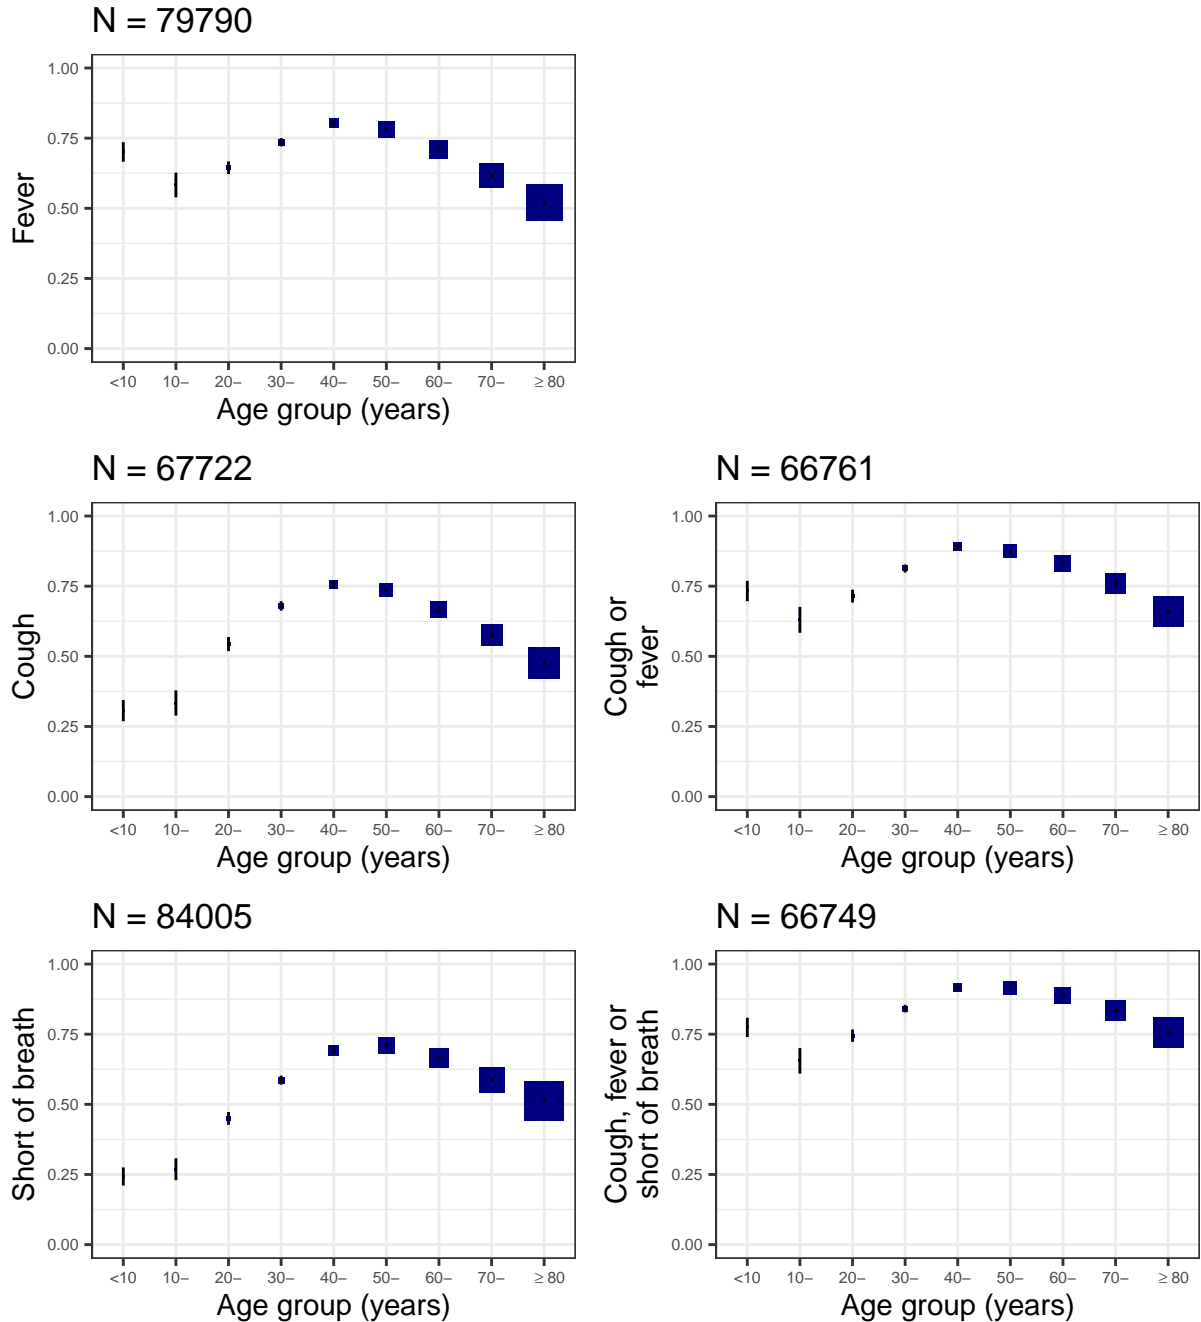 N = 79790
Fever
1.00
0.75
0.50
0.25
0.00
<10 10− 20− 30− 40− 50− 60− 70− ≥ 80
Age group (years)
N = 67722
Cough
1.00
0.75
0.50
0.25
0.00
<10 10− 20− 30− 40− 50− 60− 70− ≥ 80
Age group (years)
N = 66761
Cough or
fever
1.00
0.75
0.50
0.25
0.00
<10 10− 20− 30− 40− 50− 60− 70− ≥ 80
Age group (years)
N = 84005
Short of breath
1.00
0.75
0.50
0.25
0.00
<10 10− 20− 30− 40− 50− 60− 70− ≥ 80
Age group (years)
N = 66749
Cough, fever or
short of breath
1.00
0.75
0.50
0.25
0.00
<10 10− 20− 30− 40− 50− 60− 70− ≥ 80
Age group (years)